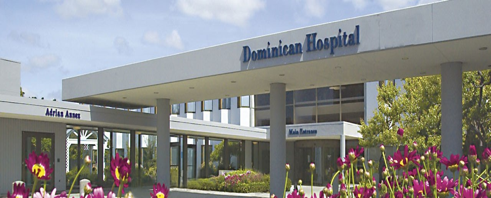 Dominican Hospital
Adrian Annex
Main Entrance